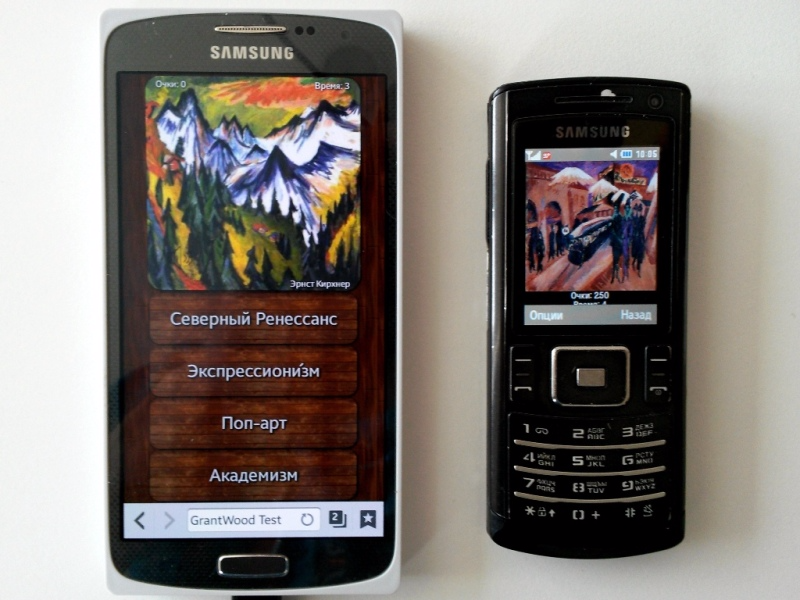 SAMSUNG
Очки: 0
Время: 3
Эрнст Кирхнер
Северный Ренессанс
Экспрессиони́зм
Поп-арт
Академизм
GrantWood Test
2
SAMSUNG
10:05
Очки: 250
Время: 4
Опции
Назад
1
2 АБВГ ABC
3 ДЕЖЗ DEF
4 ИЙКЛ GHI
5 МНОП JKL
6 РСТУ MNO
7 ФХЦЧ PQRS
8 ШЩЪЫ TUV
9 ЬЭЮЯ WXYZ
* 0 + #